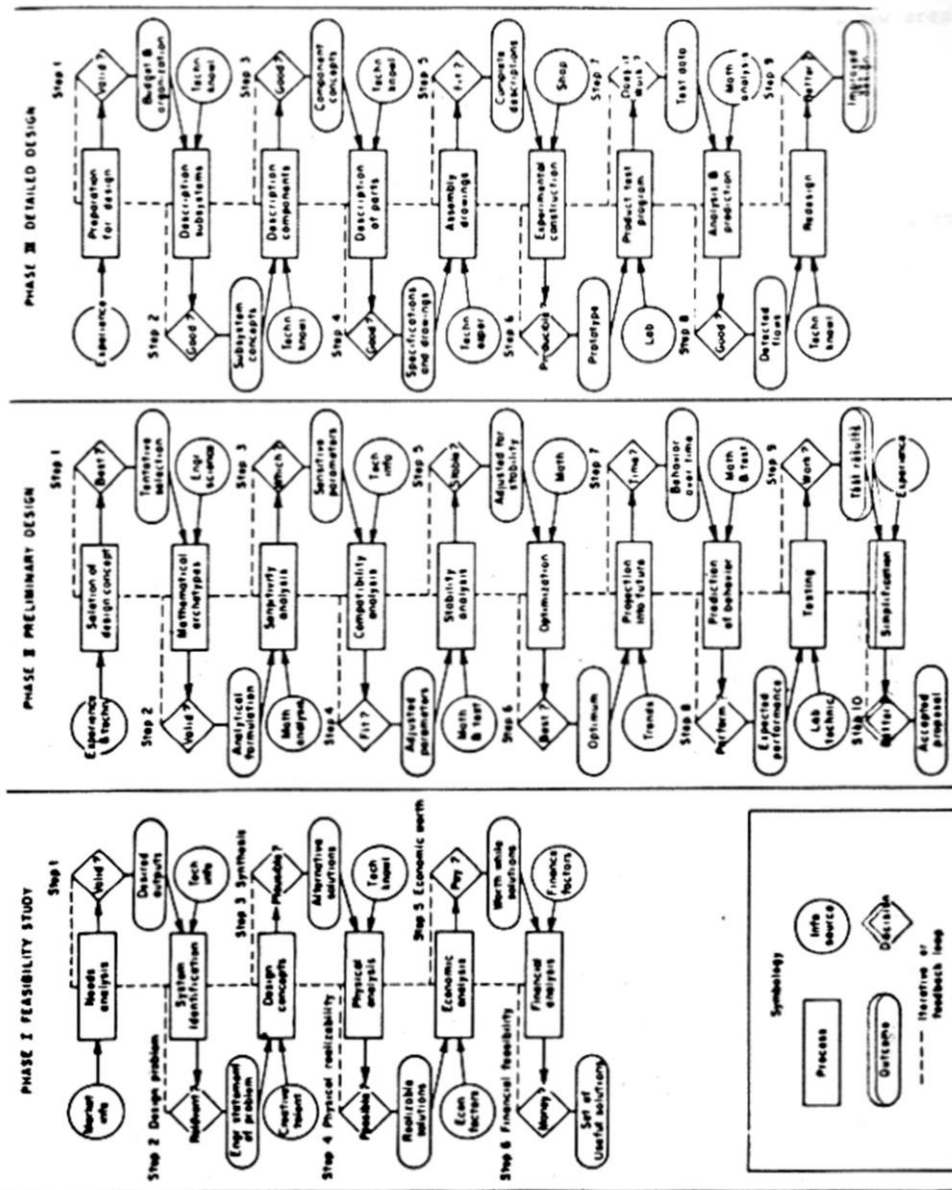 PHASE I FEASIBILITY STUDY
Step 1
Market
info
Needs
analysis
Valid?
Desired
outputs
Step 2 Design problem
Tech
info
System
identification
Relevant?
Engr statement
of problem
Step 3 Synthesis
Creative
talent
Design
concepts
Plausible?
Alternative
solutions
Step 4 Physical realizability
Tech
knowl
Physical
analysis
Possible?
Realizable
solutions
Step 5 Economic worth
Econ
factors
Economic
analysis
Pay?
Worth while
solutions
Step 6 Financial feasibility
Finance
factors
Financial
analysis
Money?
Set of
Useful solutions
Symbology
Process
Info
source
Outcome
Decision
Iterative or
feedback loop
PHASE II PRELIMINARY DESIGN
Step 1
Experience
& techn
design concept
Best?
Tentative
selection
Step 2
Engr
science
Mathematical
archetypes
Valid?
Analytical
formulation
Step 3
Math
analysis
analysis
Which?
Sensitive
parameters
Step 4
Tech
info
Compatibility
analysis
Fit?
Adjusted
parameters
Step 5
Math
& test
Stability
analysis
Stable?
Adjusted for
stability
Step 6
Math
Optimization
Best?
Optimum
Step 7
Trends
Projection
into future
Time?
Behavior
over time
Step 8
Math
& test
Prediction
of behavior
Perform?
Expected
performance
Step 9
Lab
technic
Testing
Work?
Test results
Step 10
Experience
Simplification
Better?
Accepted
proposal
PHASE III DETAILED DESIGN
Step 1
Experience
Preparation
for design
Valid?
Budget &
organization
Step 2
Techn
knowl
Description
subsystems
Good?
Subsystem
concepts
Step 3
Techn
knowl
Description
components
Good?
Component
concepts
Step 4
Techn
knowl
Description
of parts
Good?
Specifications
and drawings
Step 5
Techn
exper
Assembly
drawings
Fit?
Complete
descriptions
Step 6
Shop
Experimental
construction
Producible?
Prototype
Step 7
Lab
Product test
program
Does it
work?
Test data
Step 8
Math
analysis
Analysis &
prediction
Good?
Detected
flaws
Step 9
Techn
knowl
Redesign
Better?
Improved
design